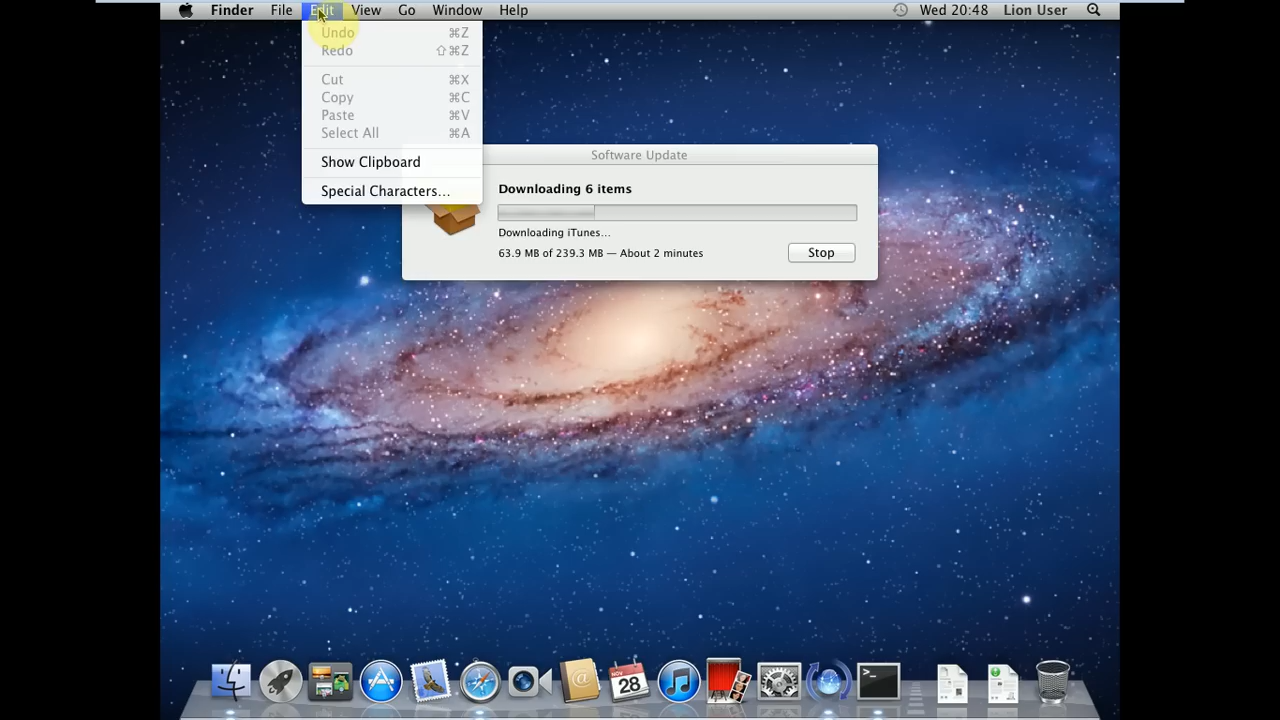 Finder File Edit View Go Window Help Wed 20:48 Lion User
Undo ⌘Z
Redo ⇧⌘Z
Cut ⌘X
Copy ⌘C
Paste ⌘V
Select All ⌘A
Show Clipboard
Special Characters...
Software Update
Downloading 6 items
Downloading iTunes...
63.9 MB of 239.3 MB — About 2 minutes
Stop
NOV
28
>_